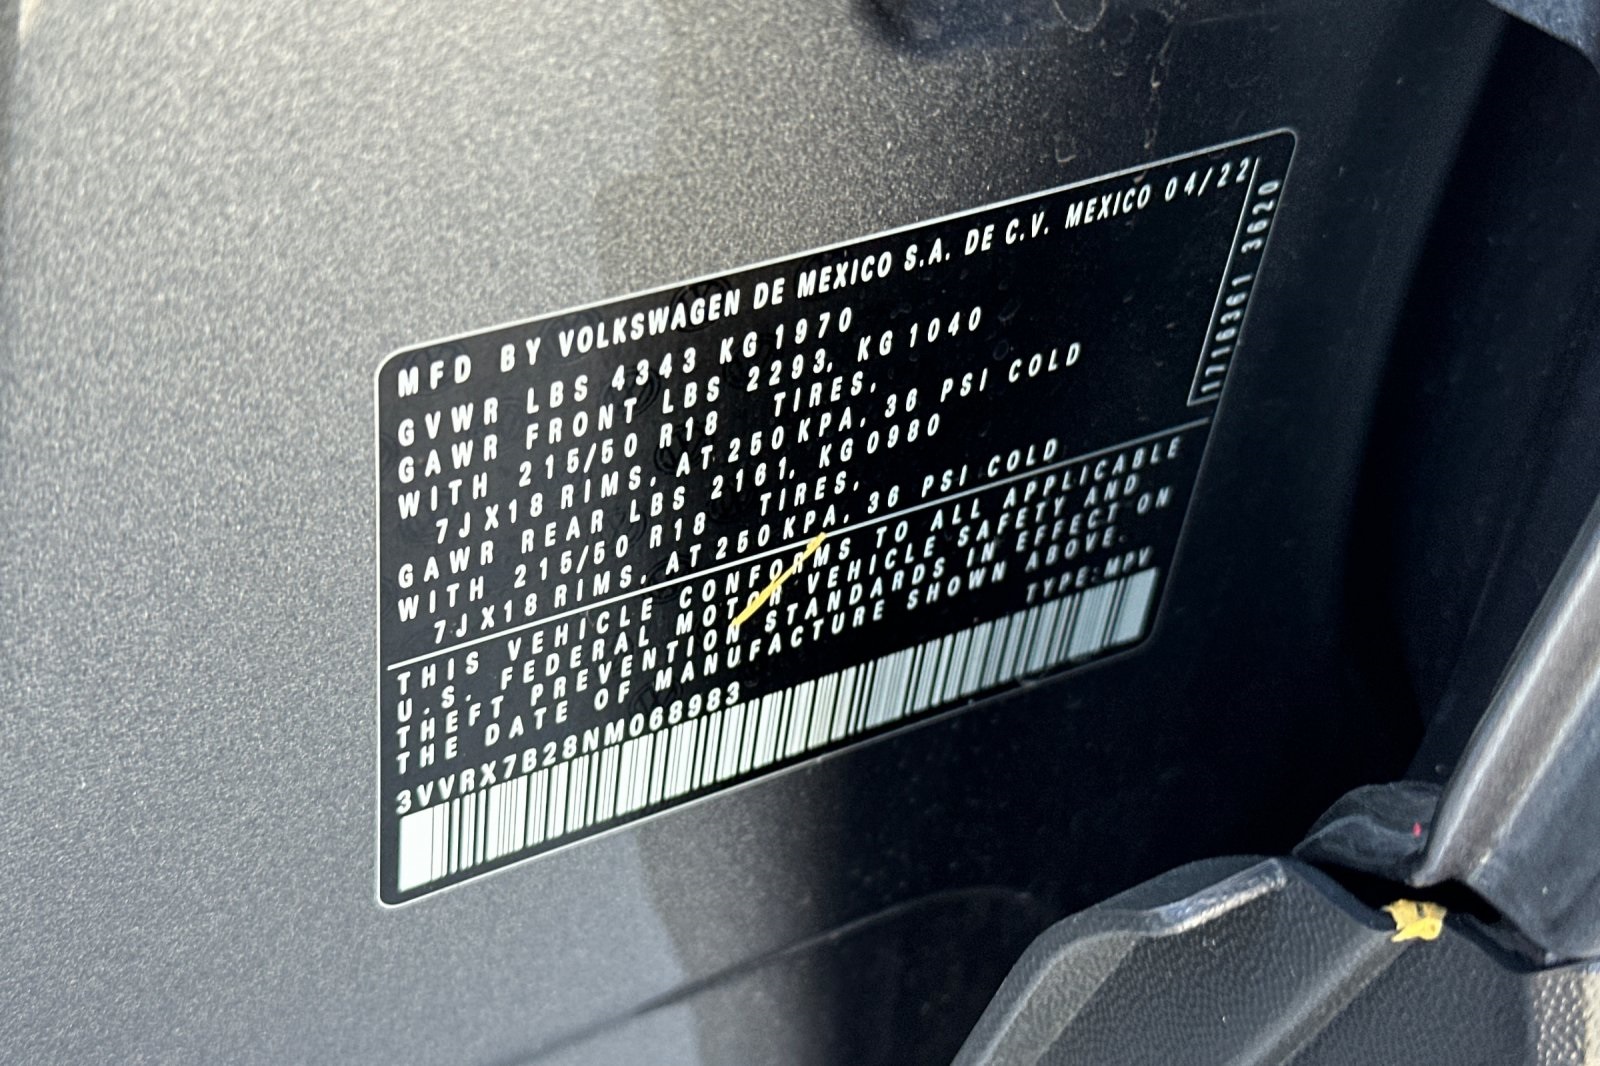 MFD BY VOLKSWAGEN DE MEXICO S.A. DE C.V. MEXICO 04/22
GVWR LBS 4343 KG 1970
GAWR FRONT LBS 2293, KG 1040
WITH 215/50 R18 TIRES,
7JX18 RIMS, AT 250 KPA, 36 PSI COLD
GAWR REAR LBS 2161, KG 0980
WITH 215/50 R18 TIRES,
7JX18 RIMS, AT 250 KPA, 36 PSI COLD
THIS VEHICLE CONFORMS TO ALL APPLICABLE
U.S. FEDERAL MOTOR VEHICLE SAFETY AND
THEFT PREVENTION STANDARDS IN EFFECT ON
THE DATE OF MANUFACTURE SHOWN ABOVE.
TYPE: MPV
3VVRX7B28NM068983
1716361 3620